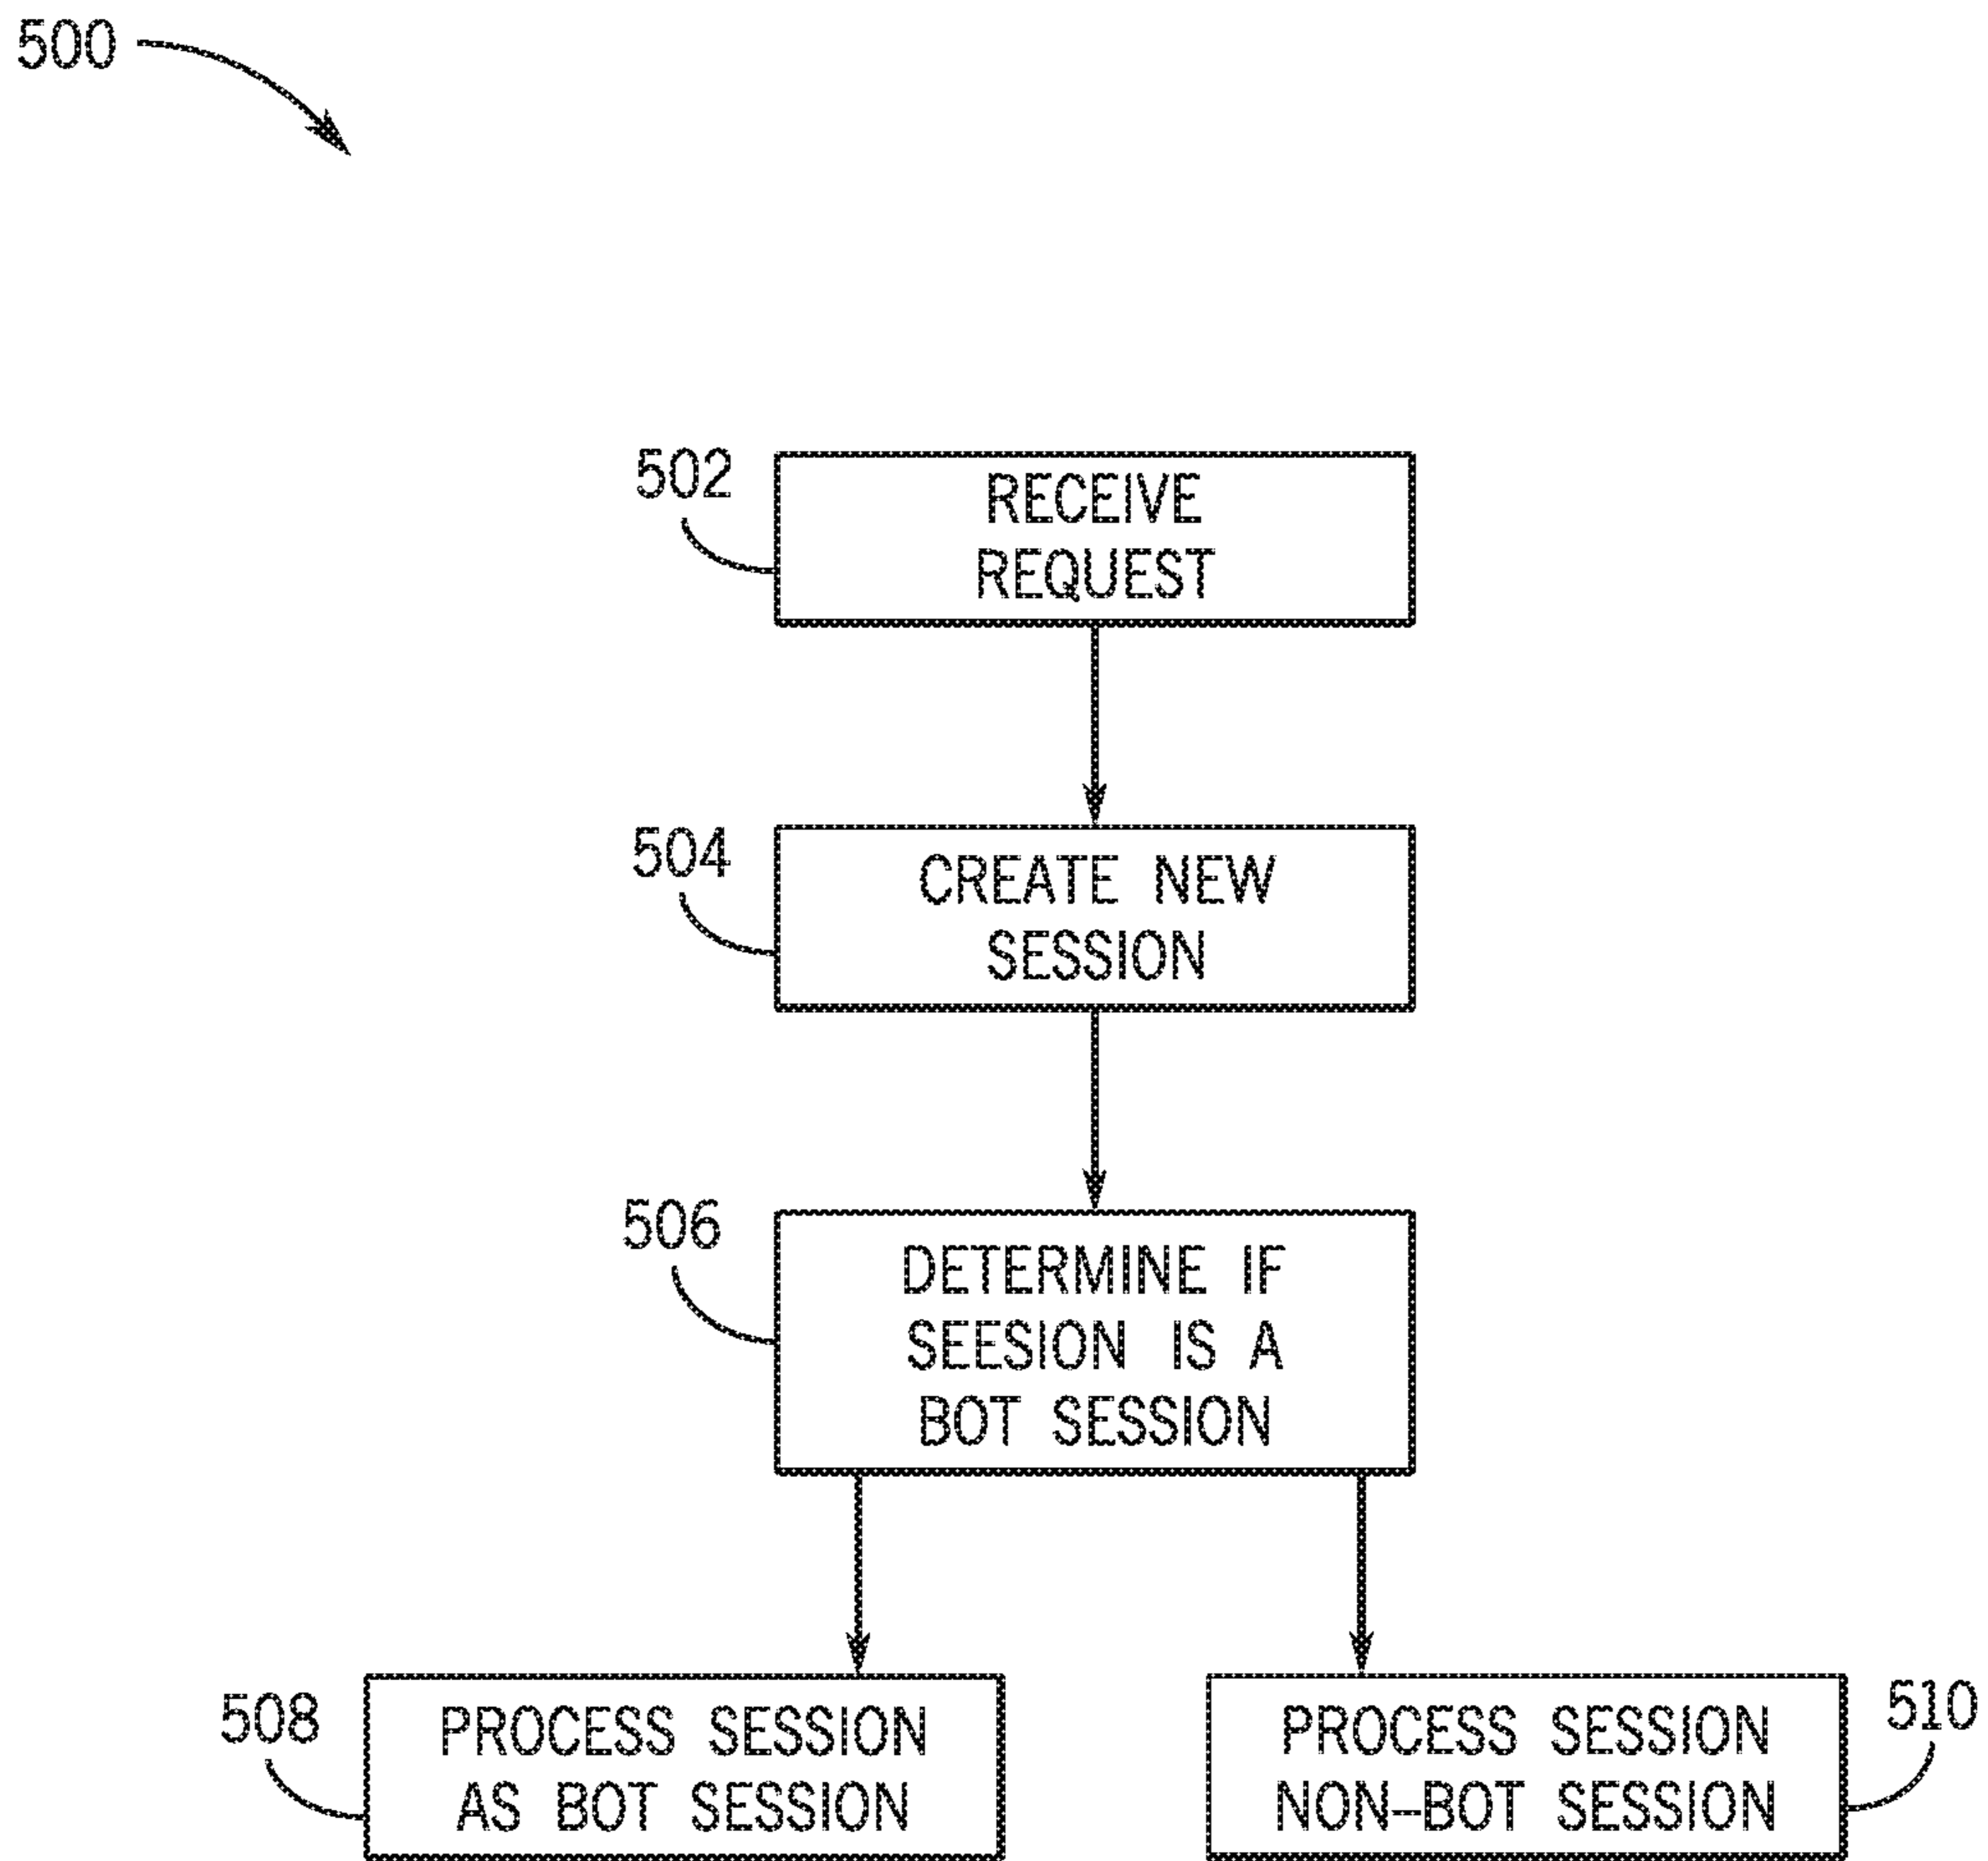 500
502
RECEIVE
REQUEST
504
CREATE NEW
SESSION
506
DETERMINE IF
SEESION IS A
BOT SESSION
508
PROCESS SESSION
AS BOT SESSION
PROCESS SESSION
NON-BOT SESSION
510